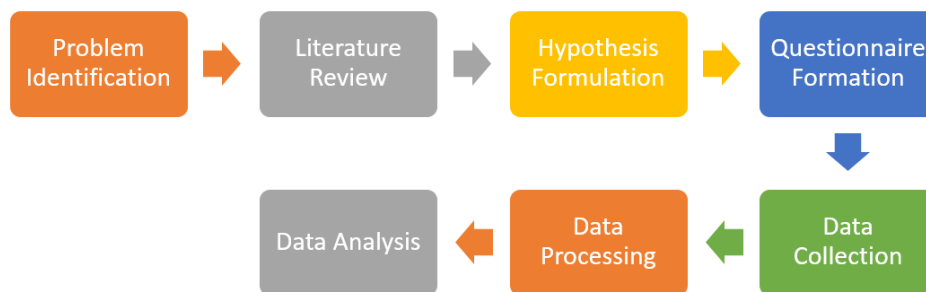 Problem
Identification
Literature
Review
Hypothesis
Formulation
Questionnaire
Formation
Data
Collection
Data
Processing
Data Analysis